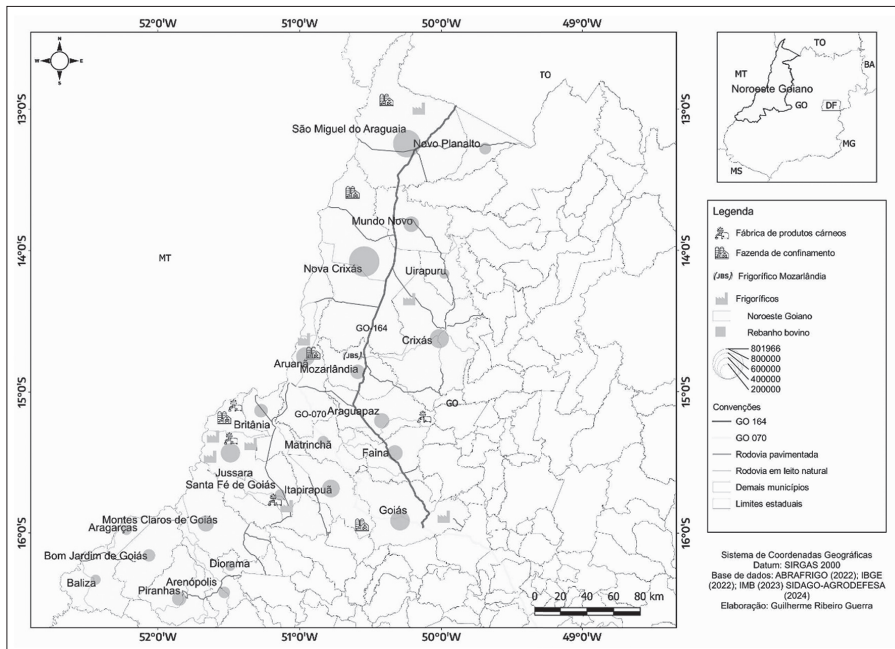 52°0'W 51°0'W 50°0'W 49°0'W
N
W E
S
TO
13°0'S 13°0'S
São Miguel do Araguaia
Novo Planalto
Mundo Novo
14°0'S 14°0'S
MT
Nova Crixás
Uirapuru
GO-164
Crixás
(JBS)
Aruanã
Mozarlândia
15°0'S 15°0'S
GO
GO-070
Araguapaz
Britânia
Matrinchã
Faina
Jussara
Santa Fé de Goiás
Itapirapuã
Goiás
Montes Claros de Goiás
Aragarças
16°0'S 16°0'S
Bom Jardim de Goiás
Diorama
Baliza
Arenópolis
Piranhas
0 20 40 60 80 km
52°0'W 51°0'W 50°0'W 49°0'W
TO
MT
BA
Noroeste Goiano
GO
DF
MG
MS
Legenda
Fábrica de produtos cárneos
Fazenda de confinamento
(JBS) Frigorífico Mozarlândia
Frigoríficos
Noroeste Goiano
Rebanho bovino
801966
800000
600000
400000
200000
Convenções
GO 164
GO 070
Rodovia pavimentada
Rodovia em leito natural
Demais municípios
Limites estaduais
Sistema de Coordenadas Geográficas
Datum: SIRGAS 2000
Base de dados: ABRAFRIGO (2022); IBGE
(2022); IMB (2023) SIDAGO-AGRODEFESA
(2024)
Elaboração: Guilherme Ribeiro Guerra